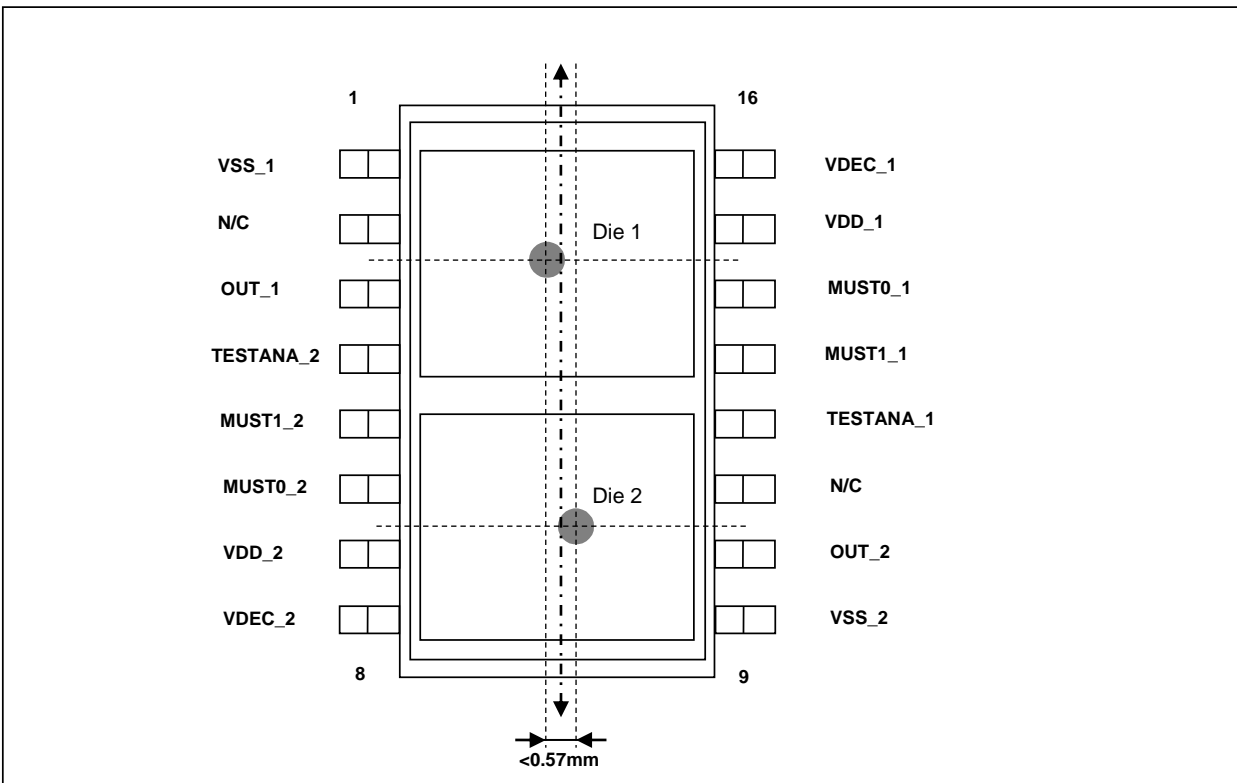 1
16
VSS_1
VDEC_1
N/C
VDD_1
Die 1
OUT_1
MUST0_1
TESTANA_2
MUST1_1
MUST1_2
TESTANA_1
MUST0_2
N/C
Die 2
VDD_2
OUT_2
VDEC_2
VSS_2
8
9
<0.57mm